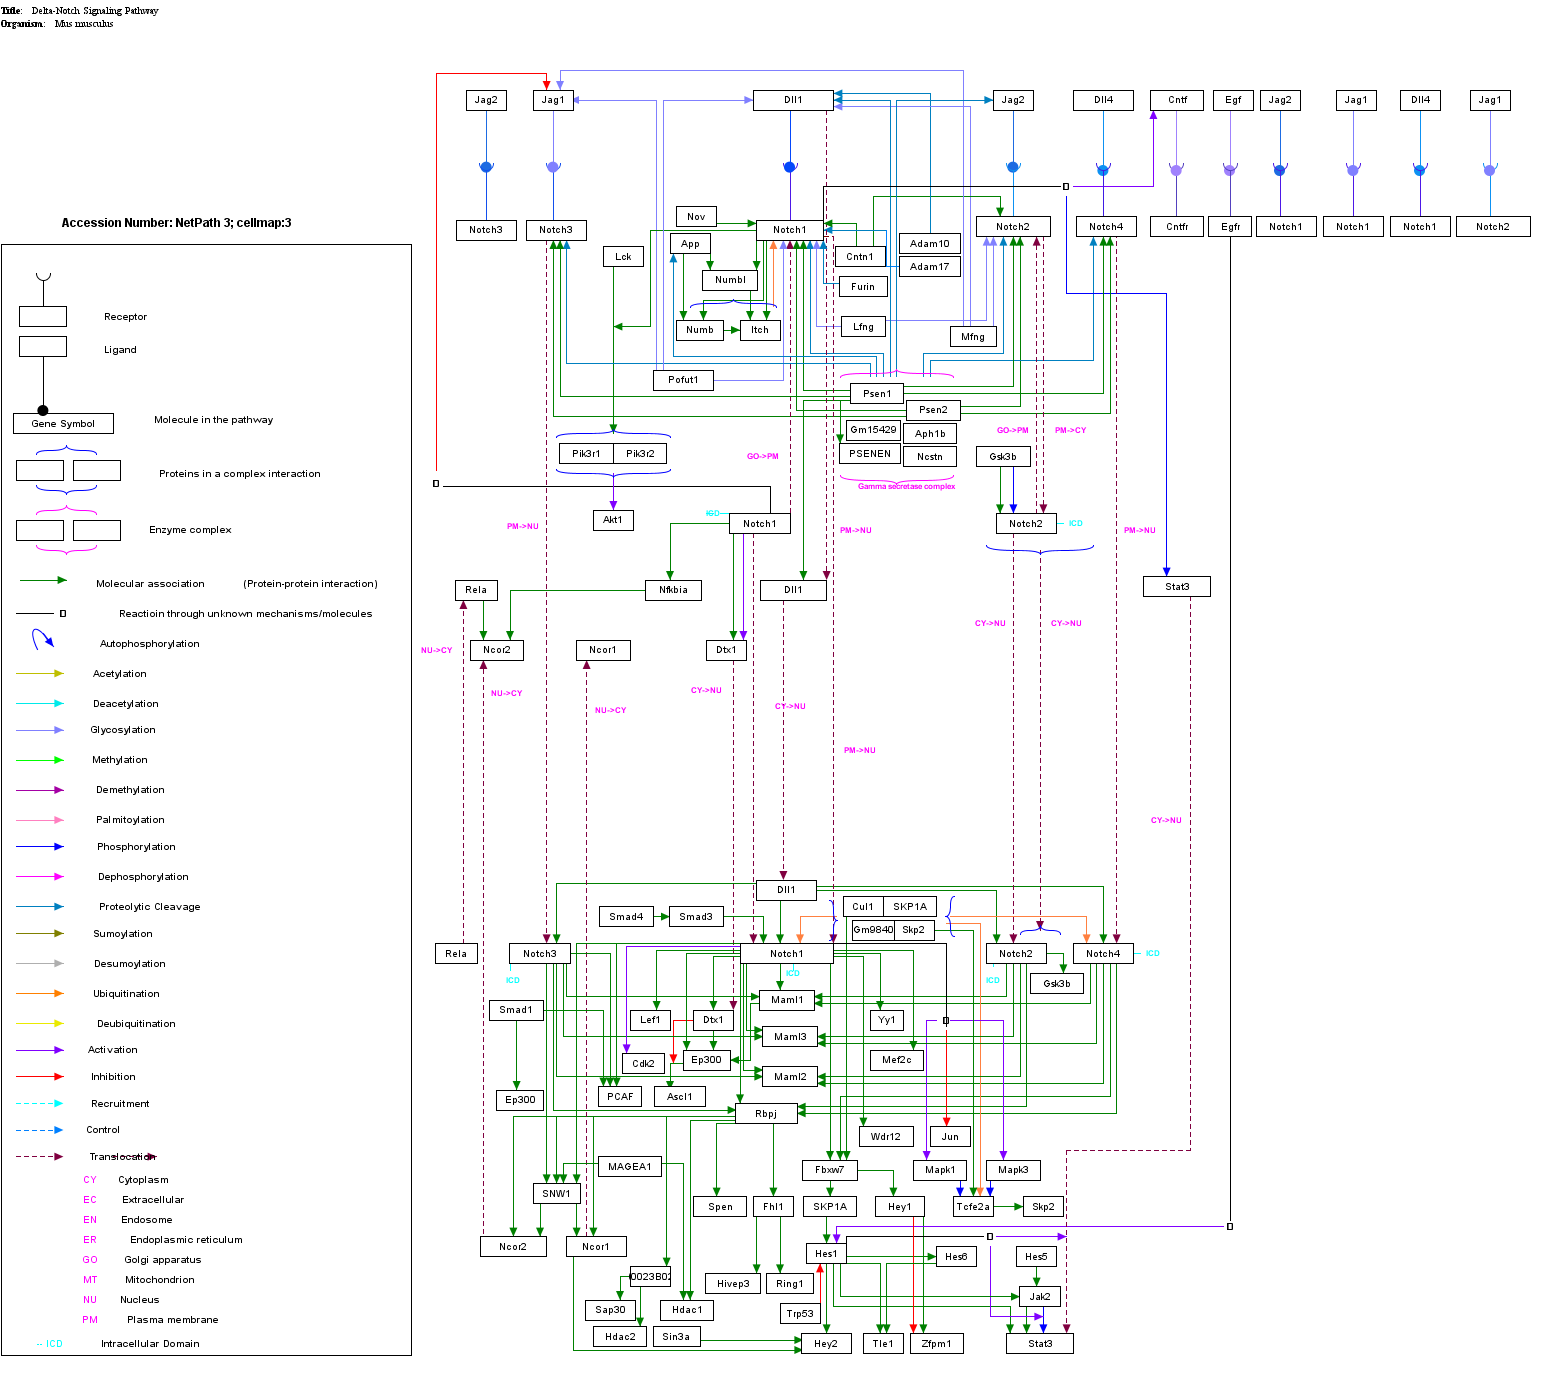 Title: Delta-Notch Signaling Pathway
Organism: Mus musculus
Jag2 Jag1 Dll1 Jag2 Dll4 Cntf Egf Jag2 Jag1 Dll4 Jag1
Notch3 Notch3 Nov Notch1 Notch2 Notch4 Cntfr Egfr Notch1 Notch1 Notch1 Notch2
Accession Number: NetPath 3; cellmap:3
Lck App Cntn1 Adam10
Adam17
Numbl Furin
Numb Itch Lfng Mfng
Pofut1 Psen1
Psen2
Gm15429 Aph1b
GO->PM PM->CY
Pik3r1 Pik3r2 GO->PM PSENEN Ncstn Gsk3b
Gamma secretase complex
Akt1 ICD Notch1 Notch2 ICD
PM->NU PM->NU PM->NU
Rela Nfkbia Dll1 Stat3
CY->NU CY->NU
NU->CY Ncor2 Ncor1 Dtx1
NU->CY CY->NU
NU->CY CY->NU
PM->NU
CY->NU
Dll1
Smad4 Smad3 Cul1 SKP1A
Gm9840 Skp2
Rela Notch3 Notch1 Notch2 Notch4 ICD
ICD ICD ICD Gsk3b
Smad1 Maml1
Lef1 Dtx1 Yy1
Maml3
Cdk2 Ep300 Mef2c
Maml2
Ep300 PCAF Ascl1
Rbpj
Wdr12 Jun
MAGEA1 Fbxw7 Mapk1 Mapk3
SNW1
Spen Fhl1 SKP1A Hey1 Tcfe2a Skp2
Ncor2 Ncor1 Hes1 Hes6 Hes5
0023B02
Hivep3 Ring1 Jak2
Sap30 Hdac1 Trp53
Hdac2 Sin3a Hey2 Tle1 Zfpm1 Stat3
Receptor
Ligand
Gene Symbol Molecule in the pathway
Proteins in a complex interaction
Enzyme complex
Molecular association (Protein-protein interaction)
Reactioin through unknown mechanisms/molecules
Autophosphorylation
Acetylation
Deacetylation
Glycosylation
Methylation
Demethylation
Palmitoylation
Phosphorylation
Dephosphorylation
Proteolytic Cleavage
Sumoylation
Desumoylation
Ubiquitination
Deubiquitination
Activation
Inhibition
Recruitment
Control
Translocation
CY Cytoplasm
EC Extracellular
EN Endosome
ER Endoplasmic reticulum
GO Golgi apparatus
MT Mitochondrion
NU Nucleus
PM Plasma membrane
ICD Intracellular Domain